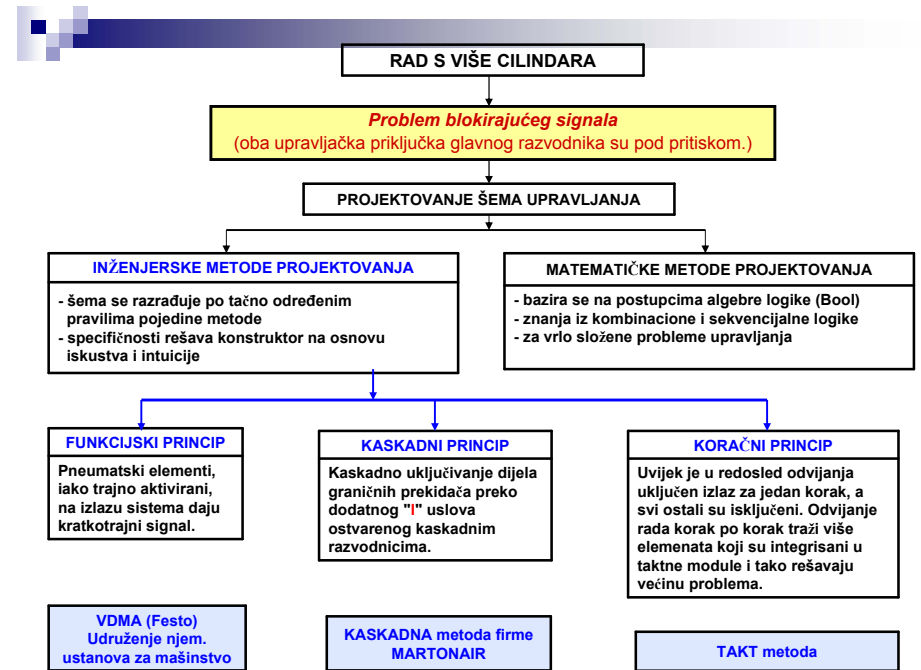 RAD S VIŠE CILINDARA
Problem blokirajućeg signala
(oba upravljačka priključka glavnog razvodnika su pod pritiskom.)
PROJEKTOVANJE ŠEMA UPRAVLJANJA
INŽENJERSKE METODE PROJEKTOVANJA
- šema se razrađuje po tačno određenim
pravilima pojedine metode
- specifičnosti rešava konstruktor na osnovu
iskustva i intuicije
MATEMATIČKE METODE PROJEKTOVANJA
- bazira se na postupcima algebre logike (Bool)
- znanja iz kombinacione i sekvencijalne logike
- za vrlo složene probleme upravljanja
FUNKCIJSKI PRINCIP
Pneumatski elementi,
iako trajno aktivirani,
na izlazu sistema daju
kratkotrajni signal.
KASKADNI PRINCIP
Kaskadno uključivanje dijela
graničnih prekidača preko
dodatnog "I" uslova
ostvarenog kaskadnim
razvodnicima.
KORAČNI PRINCIP
Uvijek je u redosled odvijanja
uključen izlaz za jedan korak, a
svi ostali su isključeni. Odvijanje
rada korak po korak traži više
elemenata koji su integrisani u
taktne module i tako rešavaju
većinu problema.
VDMA (Festo)
Udruženje njem.
ustanova za mašinstvo
KASKADNA metoda firme
MARTONAIR
TAKT metoda